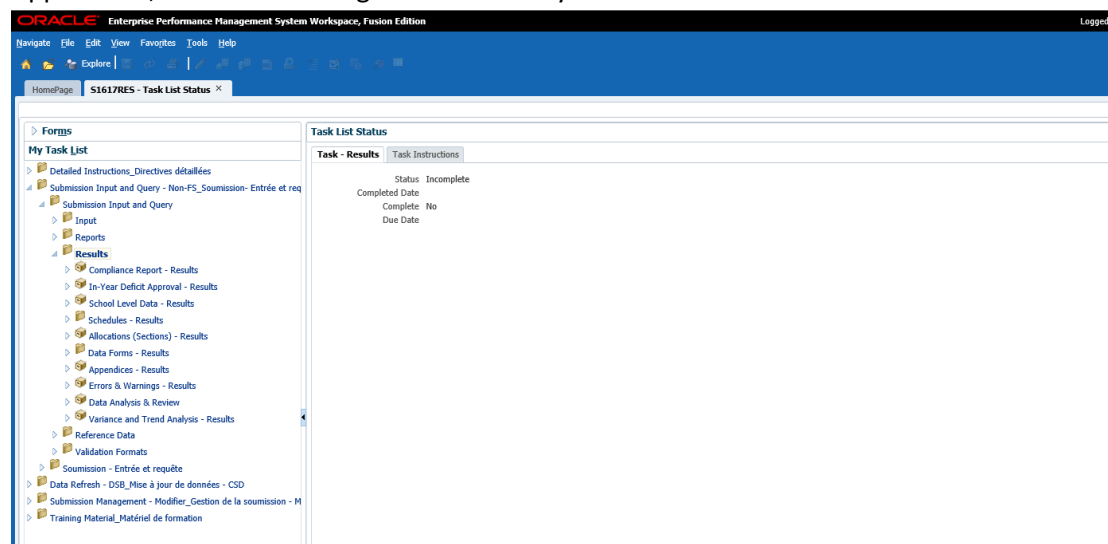 ORACLE Enterprise Performance Management System Workspace, Fusion Edition
Logged
Navigate File Edit View Favorites Tools Help
Explore
HomePage S1617RES - Task List Status ×
Forms
My Task List
Detailed Instructions_Directives détaillées
Submission Input and Query - Non-FS_Soumission- Entrée et req
Submission Input and Query
Input
Reports
Results
Compliance Report - Results
In-Year Deficit Approval - Results
School Level Data - Results
Schedules - Results
Allocations (Sections) - Results
Data Forms - Results
Appendices - Results
Errors & Warnings - Results
Data Analysis & Review
Variance and Trend Analysis - Results
Reference Data
Validation Formats
Soumission - Entrée et requête
Data Refresh - DSB_Mise à jour de données - CSD
Submission Management - Modifier_Gestion de la soumission - M
Training Material_Matériel de formation
Task List Status
Task - Results Task Instructions
Status Incomplete
Completed Date
Complete No
Due Date